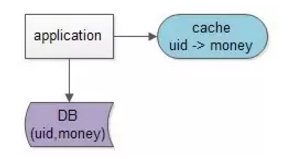 application
cache
uid -> money
DB
(uid,money)